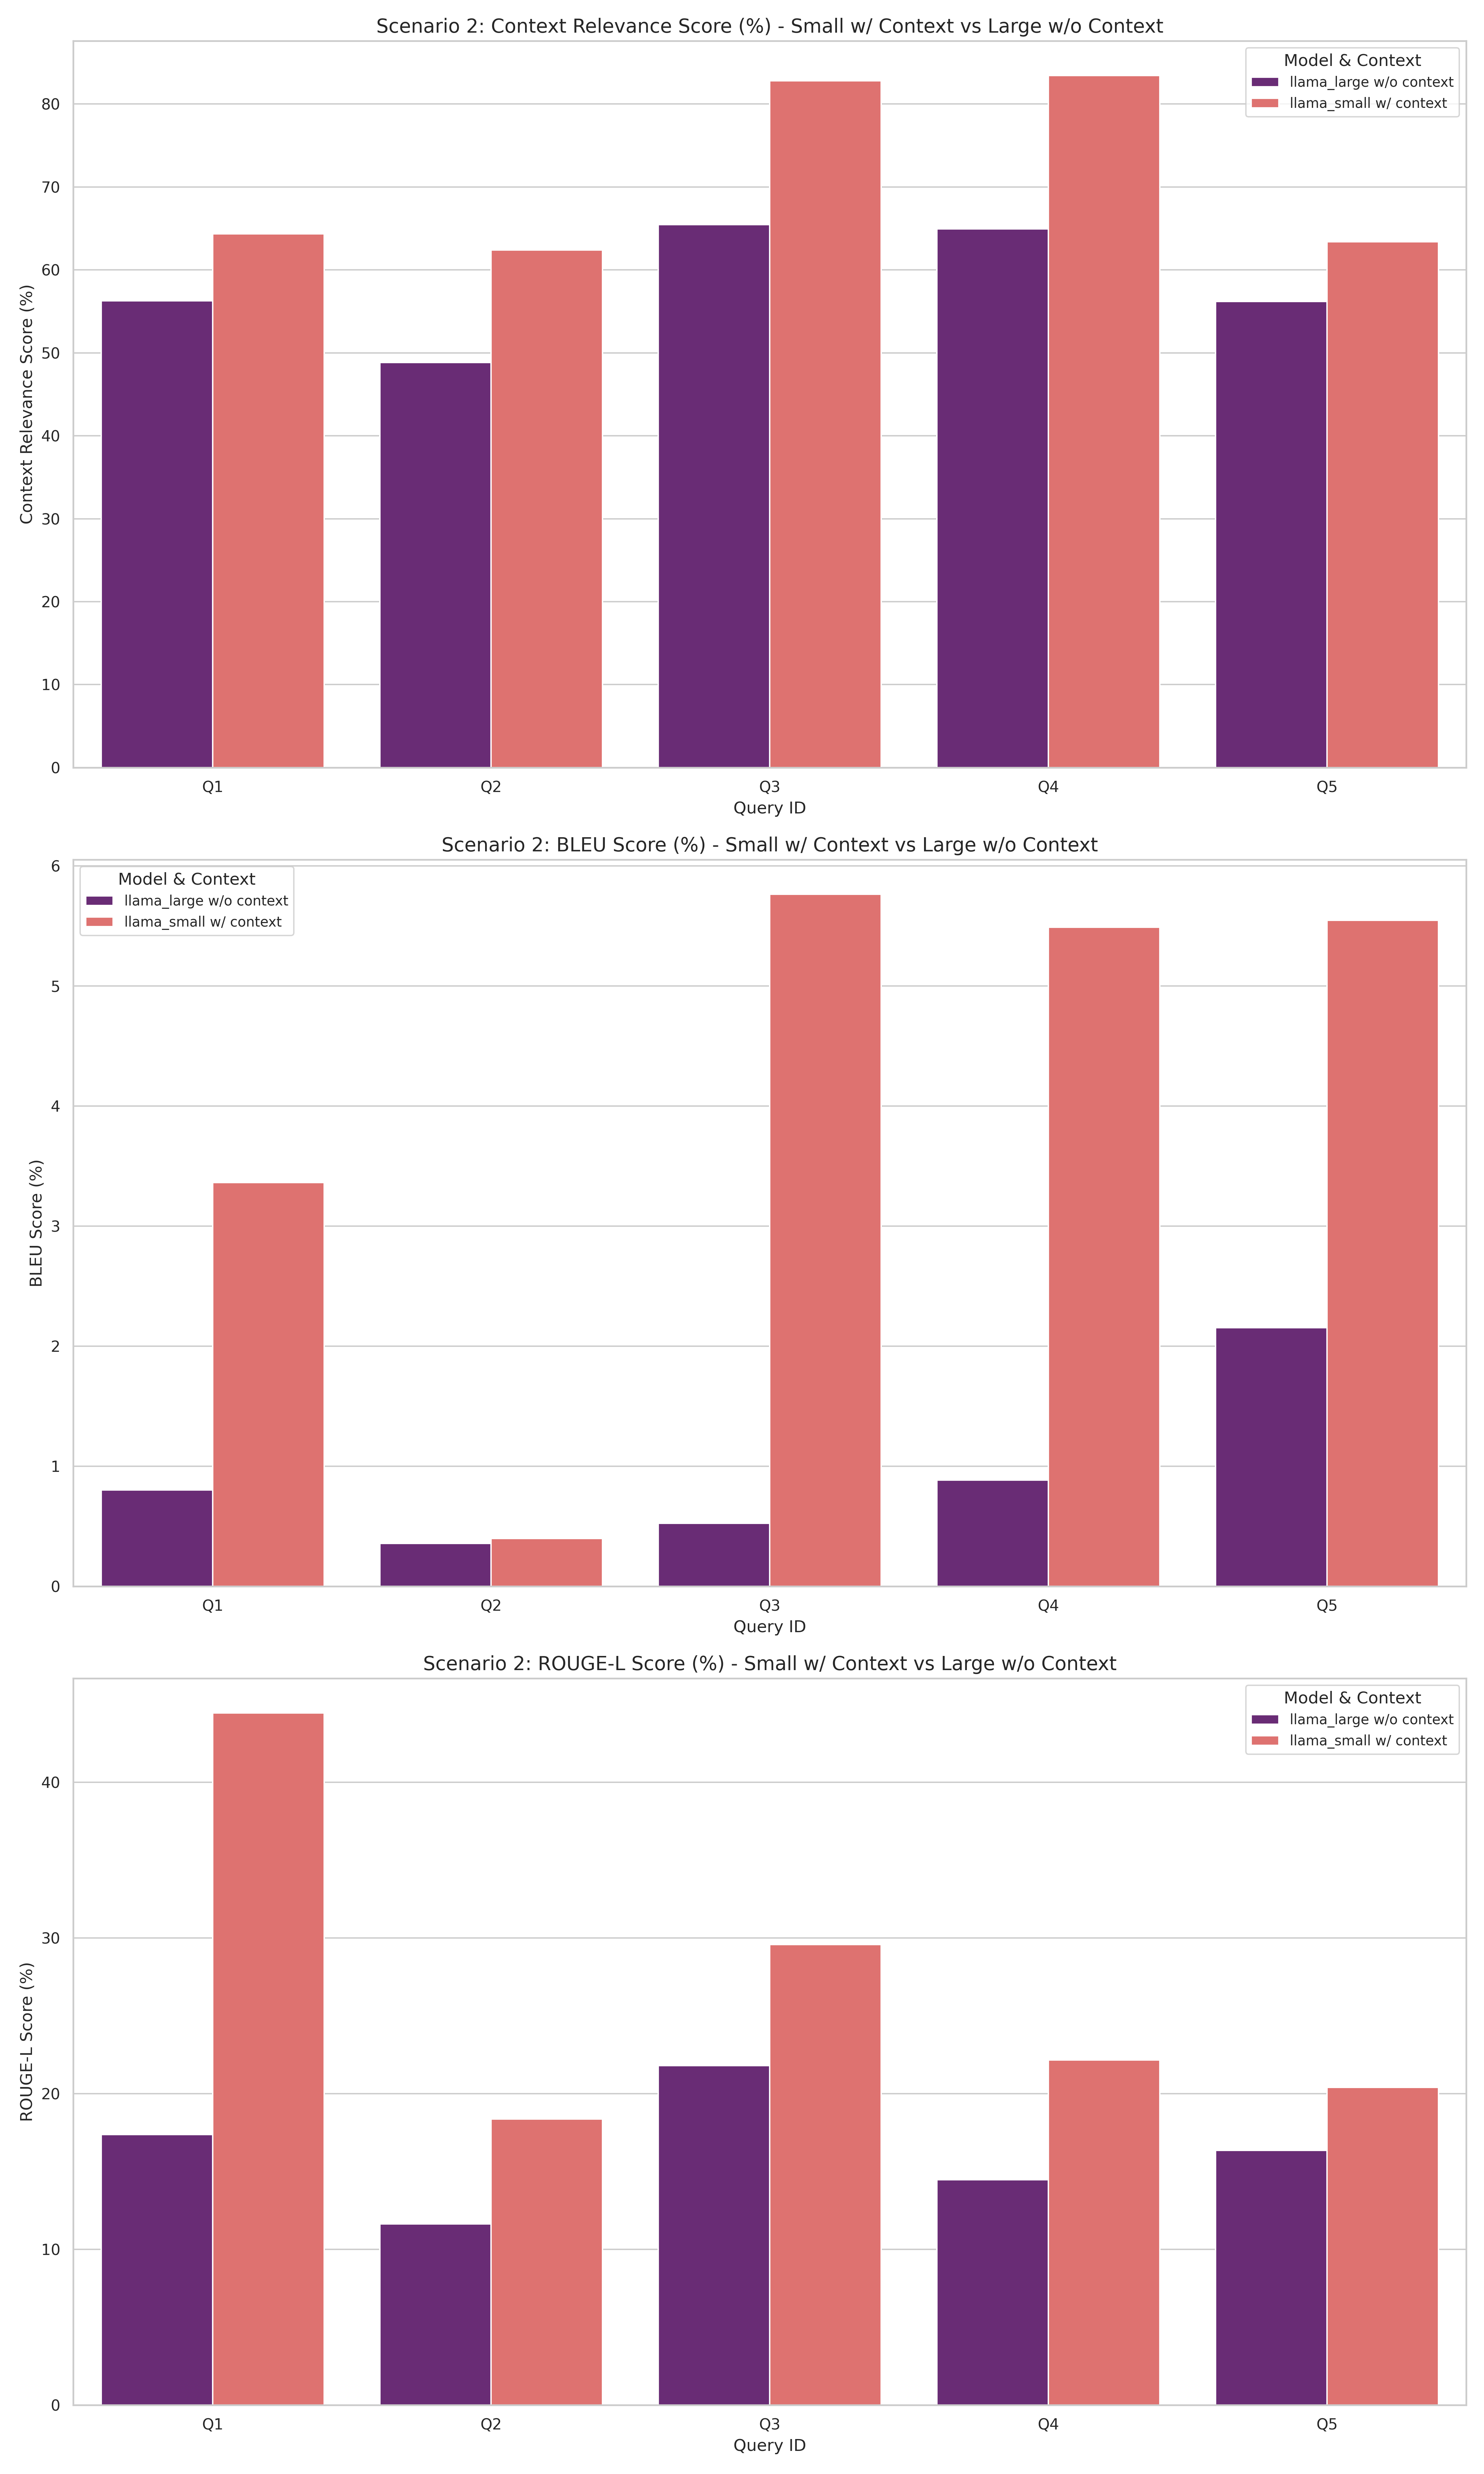 Scenario 2: Context Relevance Score (%) - Small w/ Context vs Large w/o Context
Model & Context
llama_large w/o context
llama_small w/ context
Context Relevance Score (%)
80
70
60
50
40
30
20
10
0
Q1 Q2 Q3 Q4 Q5
Query ID
Scenario 2: BLEU Score (%) - Small w/ Context vs Large w/o Context
Model & Context
llama_large w/o context
llama_small w/ context
BLEU Score (%)
6
5
4
3
2
1
0
Q1 Q2 Q3 Q4 Q5
Query ID
Scenario 2: ROUGE-L Score (%) - Small w/ Context vs Large w/o Context
Model & Context
llama_large w/o context
llama_small w/ context
ROUGE-L Score (%)
40
30
20
10
0
Q1 Q2 Q3 Q4 Q5
Query ID